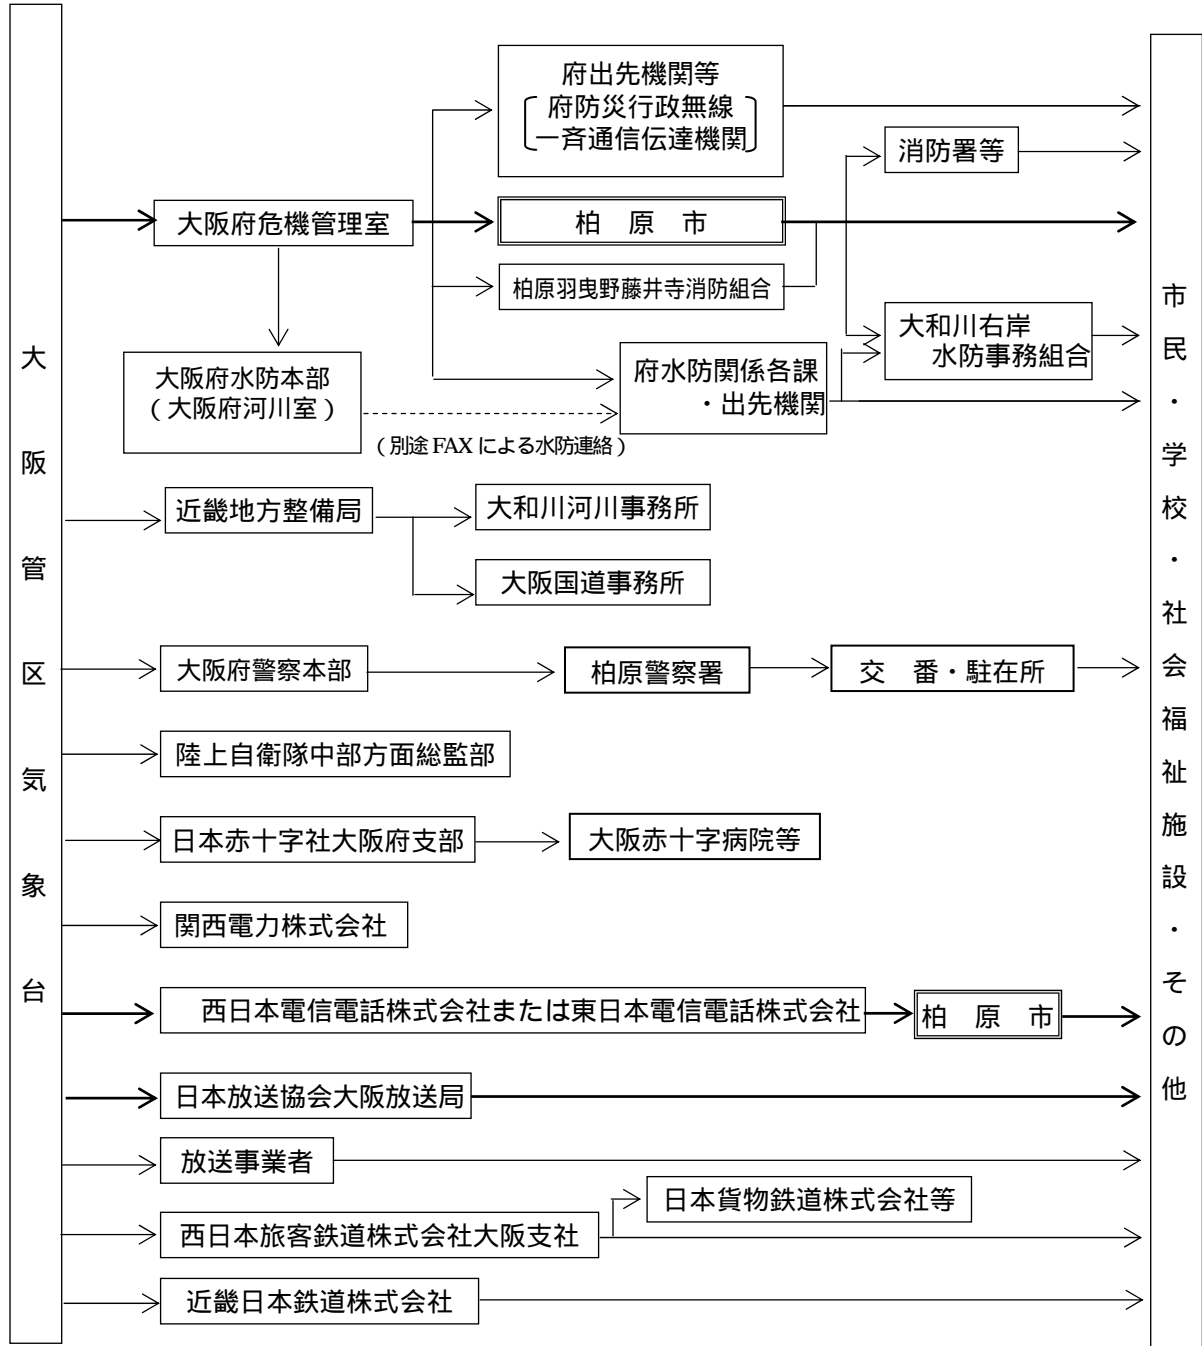 大阪管区気象台
府出先機関等
府防災行政無線
一斉通信伝達機関
消防署等
大阪府危機管理室
柏　原　市
柏原羽曳野藤井寺消防組合
大和川右岸
水防事務組合
大阪府水防本部
（大阪府河川室）
府水防関係各課
・出先機関
（別途 FAX による水防連絡）
近畿地方整備局
大和川河川事務所
大阪国道事務所
大阪府警察本部
柏原警察署
交　番・駐在所
陸上自衛隊中部方面総監部
日本赤十字社大阪府支部
大阪赤十字病院等
関西電力株式会社
西日本電信電話株式会社または東日本電信電話株式会社
柏　原　市
日本放送協会大阪放送局
放送事業者
日本貨物鉄道株式会社等
西日本旅客鉄道株式会社大阪支社
近畿日本鉄道株式会社
市民・学校・社会福祉施設・その他